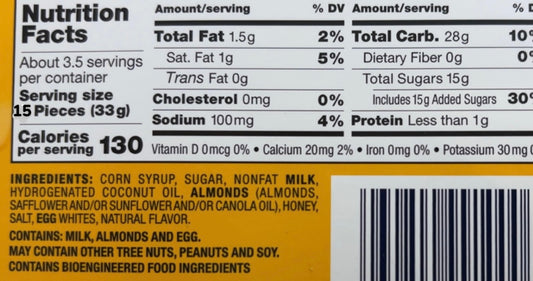 Nutrition
Facts
About 3.5 servings
per container
Serving size
15 Pieces (33g)
Calories
per serving 130
Amount/serving % DV
Total Fat 1.5g 2%
Sat. Fat 1g 5%
Trans Fat 0g
Cholesterol 0mg 0%
Sodium 100mg 4%
Amount/serving %
Total Carb. 28g 10%
Dietary Fiber 0g 0
Total Sugars 15g
Includes 15g Added Sugars 30
Protein Less than 1g
Vitamin D 0mcg 0% • Calcium 20mg 2% • Iron 0mg 0% • Potassium 30mg
INGREDIENTS: CORN SYRUP, SUGAR, NONFAT MILK,
HYDROGENATED COCONUT OIL, ALMONDS (ALMONDS,
SAFFLOWER AND/OR SUNFLOWER AND/OR CANOLA OIL), HONEY,
SALT, EGG WHITES, NATURAL FLAVOR.
CONTAINS: MILK, ALMONDS AND EGG.
MAY CONTAIN OTHER TREE NUTS, PEANUTS AND SOY.
CONTAINS BIOENGINEERED FOOD INGREDIENTS